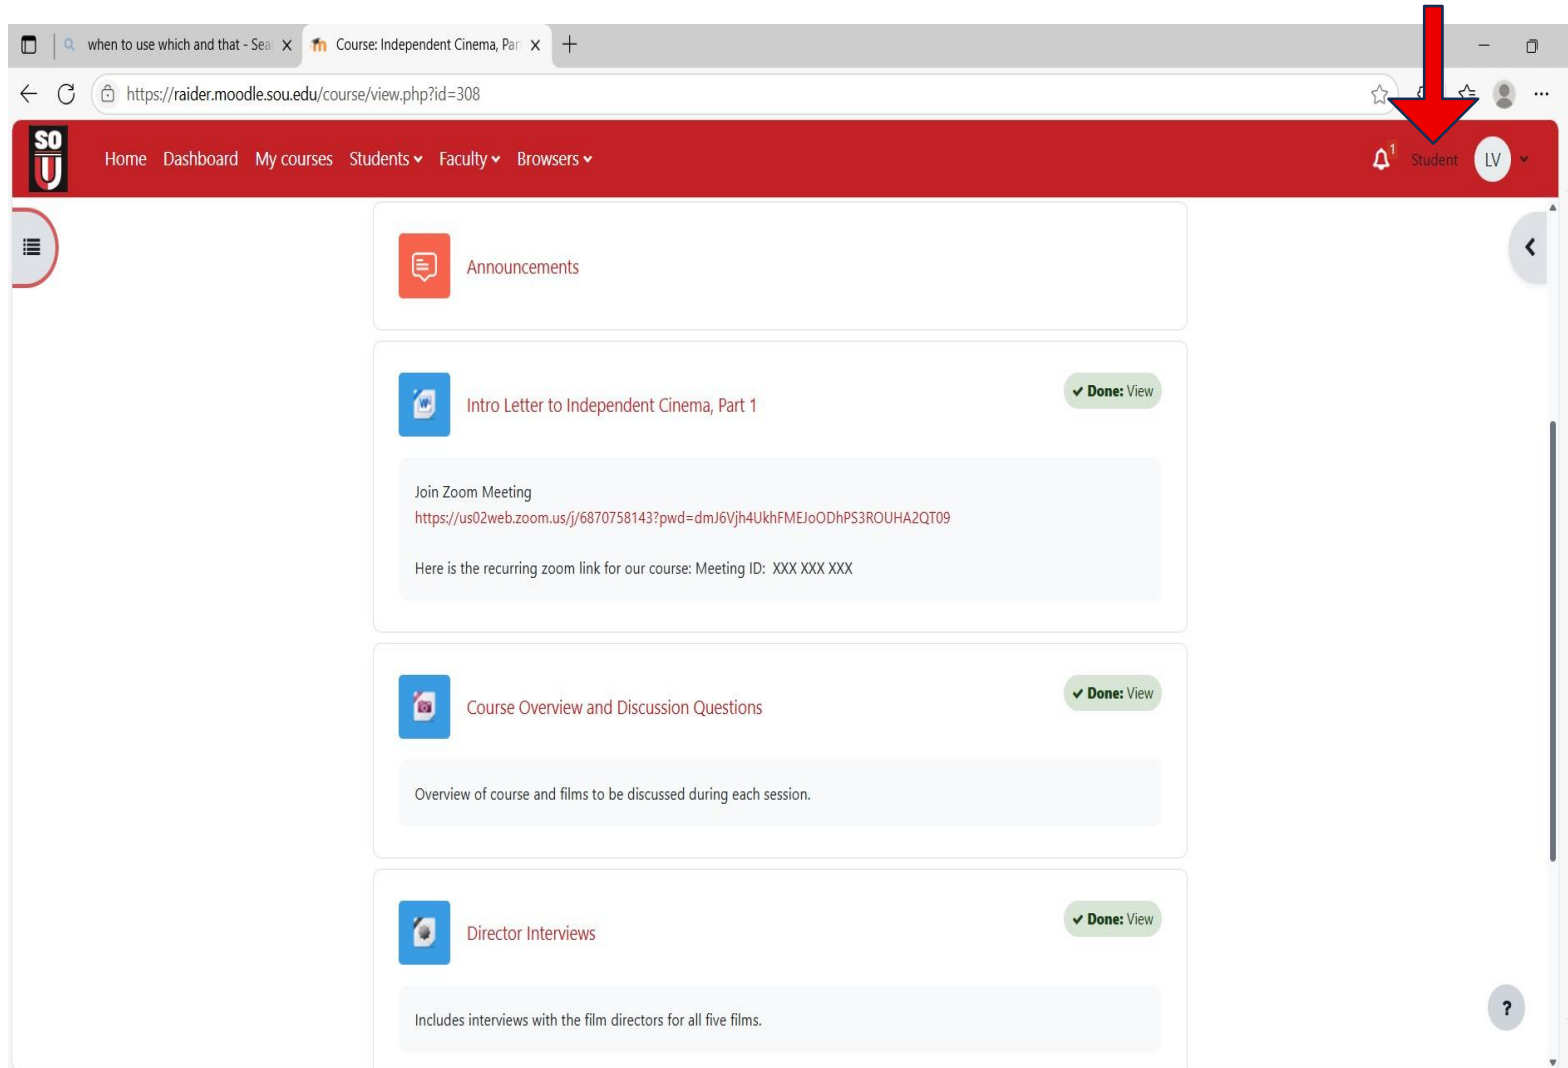 when to use which and that - Sea
Course: Independent Cinema, Par
https://raider.moodle.sou.edu/course/view.php?id=308
SO
U
Home Dashboard My courses Students Faculty Browsers
1 Student LV
Announcements
Intro Letter to Independent Cinema, Part 1
Done: View
Join Zoom Meeting
https://us02web.zoom.us/j/6870758143?pwd=dmJ6Vjh4UkhFMEJoODhPS3ROUHA2QT09
Here is the recurring zoom link for our course: Meeting ID: XXX XXX XXX
Course Overview and Discussion Questions
Done: View
Overview of course and films to be discussed during each session.
Director Interviews
Done: View
Includes interviews with the film directors for all five films.
?